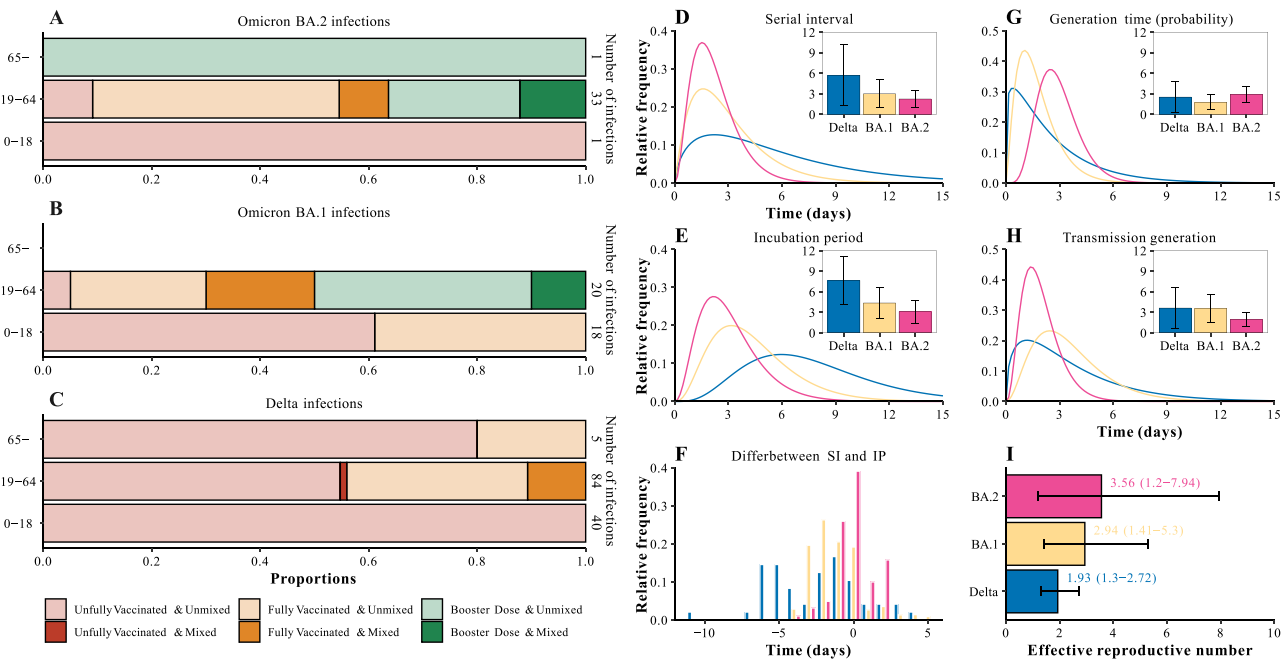 A
Omicron BA.2 infections
65−
19−64
0−18
1
33
1
Number of infections
0.0 0.2 0.4 0.6 0.8 1.0
B
Omicron BA.1 infections
65−
19−64
0−18
20
18
Number of infections
0.0 0.2 0.4 0.6 0.8 1.0
C
Delta infections
65−
19−64
0−18
5
84
40
Number of infections
0.0 0.2 0.4 0.6 0.8 1.0
Proportions
Unfully Vaccinated & Unmixed
Fully Vaccinated & Unmixed
Booster Dose & Unmixed
Unfully Vaccinated & Mixed
Fully Vaccinated & Mixed
Booster Dose & Mixed
D
Serial interval
Relative frequency
0.4
0.3
0.2
0.1
0.0
0 3 6 9 12 15
Time (days)
12
9
6
3
0
Delta BA.1 BA.2
G
Generation time (probability)
0.5
0.4
0.3
0.2
0.1
0.0
0 3 6 9 12 15
12
9
6
3
0
Delta BA.1 BA.2
E
Incubation period
Relative frequency
0.4
0.3
0.2
0.1
0.0
0 3 6 9 12 15
12
9
6
3
0
Delta BA.1 BA.2
H
Transmission generation
0.5
0.4
0.3
0.2
0.1
0.0
0 3 6 9 12 15
Time (days)
12
9
6
3
0
Delta BA.1 BA.2
F
Differbetween SI and IP
Relative frequency
0.4
0.3
0.2
0.1
0.0
−10 −5 0 5
Time (days)
I
BA.2
3.56 (1.2−7.94)
BA.1
2.94 (1.41−5.3)
Delta
1.93 (1.3−2.72)
0 2 4 6 8 10
Effective reproductive number